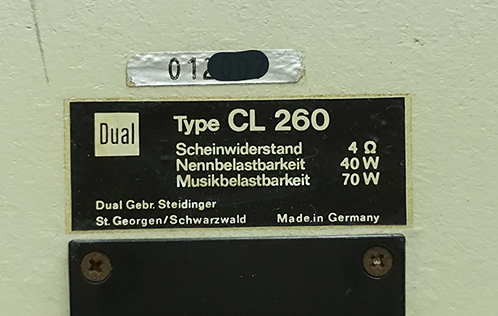 012
Dual
Type CL 260
Scheinwiderstand 4 Ω
Nennbelastbarkeit 40 W
Musikbelastbarkeit 70 W
Dual Gebr. Steidinger
St. Georgen/Schwarzwald Made in Germany